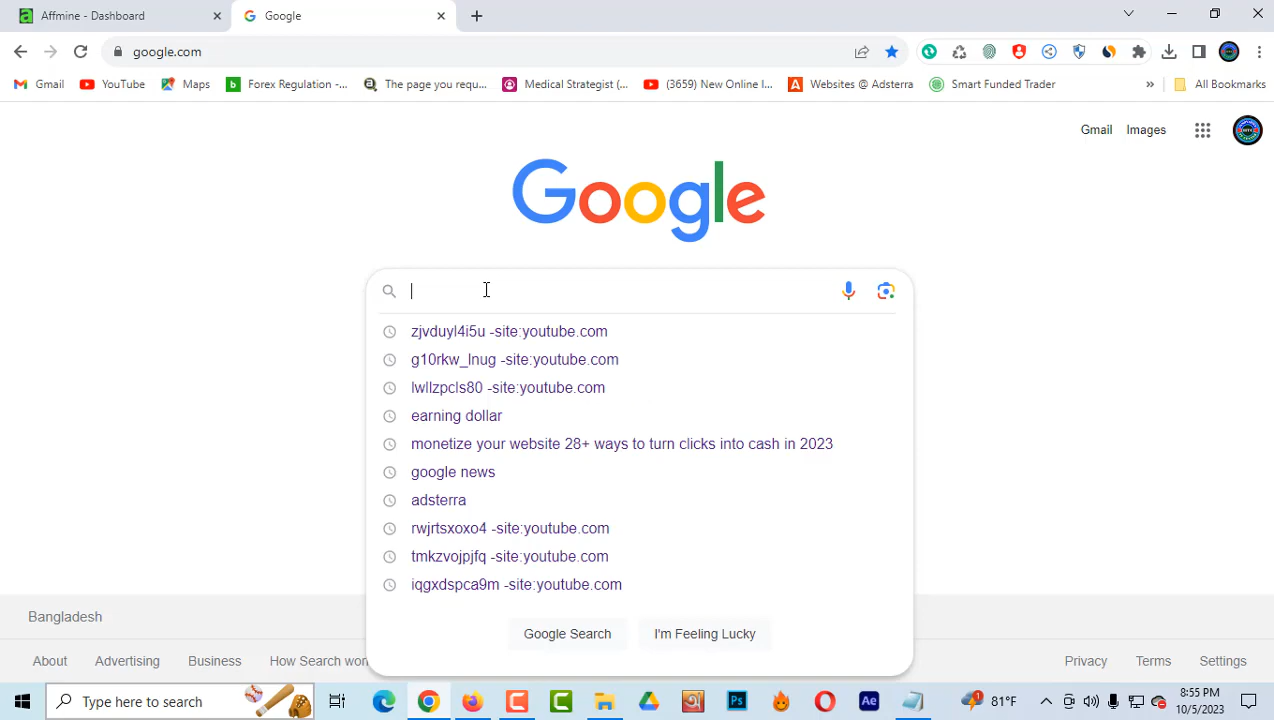 Affmine - Dashboard
Google
google.com
Gmail
YouTube
Maps
Forex Regulation -...
The page you requ...
Medical Strategist (...
(3659) New Online I...
Websites @ Adsterra
Smart Funded Trader
»
All Bookmarks
Gmail
Images
Google
zjvduyl4i5u -site:youtube.com
g10rkw_lnug -site:youtube.com
lwllzpcls80 -site:youtube.com
earning dollar
monetize your website 28+ ways to turn clicks into cash in 2023
google news
adsterra
rwjrtsxoxo4 -site:youtube.com
tmkzvojpjfq -site:youtube.com
iqgxdspca9m -site:youtube.com
Google Search
I'm Feeling Lucky
Bangladesh
About
Advertising
Business
How Search wor
Privacy
Terms
Settings
Type here to search
Ps
Ae
1
81°F
8:55 PM
10/5/2023